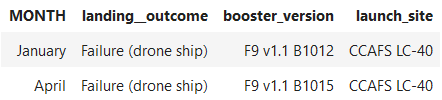 MONTH landing__outcome booster_version launch_site
January Failure (drone ship) F9 v1.1 B1012 CCAFS LC-40
April Failure (drone ship) F9 v1.1 B1015 CCAFS LC-40